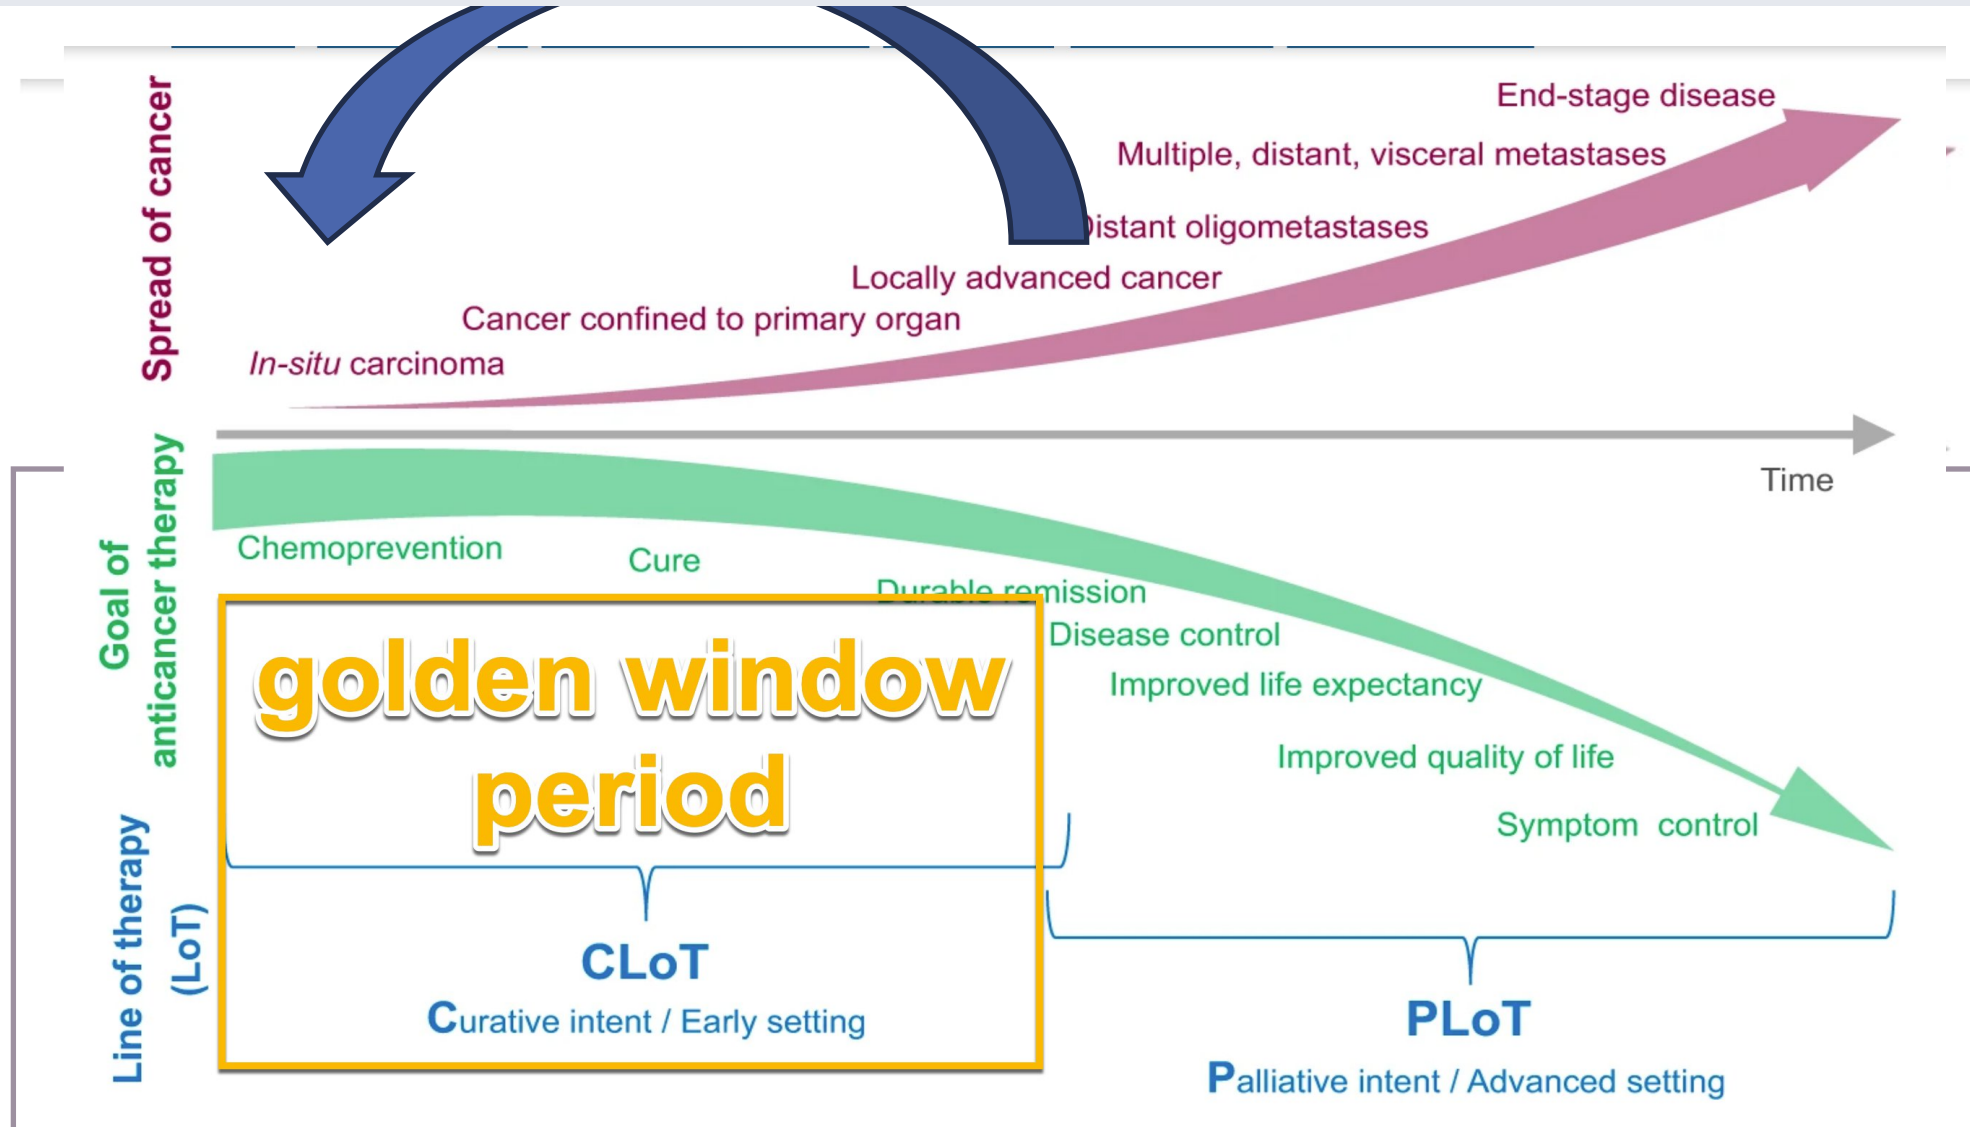 Spread of cancer
End-stage disease
Multiple, distant, visceral metastases
Distant oligometastases
Locally advanced cancer
Cancer confined to primary organ
In-situ carcinoma
Time
Goal of
anticancer therapy
Chemoprevention
Cure
Durable remission
Disease control
Improved life expectancy
Improved quality of life
Symptom control
golden window
period
Line of therapy
(LoT)
CLoT
Curative intent / Early setting
PLoT
Palliative intent / Advanced setting